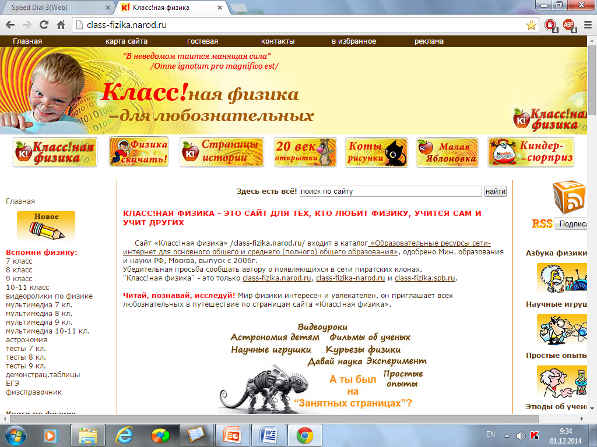 Speed Dial 3(Web)
Класс!ная физика
class-fizika.narod.ru
Главная
карта сайта
гостевая
контакты
в избранное
реклама
"В неведомом таится манящая сила"
/Omne ignotum pro magnifico est/
Класс!ная физика
–для любознательных
Класс!ная
физика
Класс!ная
физика
Физика
скачать!
Страницы
истории
20 век
открытки
Коты
рисунки
Малая
Яблоновка
Киндер-
сюрприз
Здесь есть всё!
поиск по сайту
найти
Главная
Новое
Вспомни физику:
7 класс
8 класс
9 класс
10-11 класс
видеоролики по физике
мультимедиа 7 кл.
мультимедиа 8 кл.
мультимедиа 9 кл.
мультимедиа 10-11 кл.
астрономия
тесты 7 кл.
тесты 8 кл.
тесты 9 кл.
демонстрац.таблицы
ЕГЭ
физсправочник
КЛАСС!НАЯ ФИЗИКА - ЭТО САЙТ ДЛЯ ТЕХ, КТО ЛЮБИТ ФИЗИКУ, УЧИТСЯ САМ И
УЧИТ ДРУГИХ
Сайт «Класс!ная физика» /class-fizika.narod.ru/ входит в каталог «Образовательные ресурсы сети-
интернет для основного общего и среднего (полного) общего образования», одобрено Мин. образования
и науки РФ, Москва, выпуск с 2006г.
Убедительная просьба сообщать автору о появляющихся в сети пиратских клонах.
"Класс!ная физика" - это только class-fizika.narod.ru, class-fizika-narod.ru и class-fizika.spb.ru.
Читай, познавай, исследуй! Мир физики интересен и увлекателен, он приглашает всех
любознательных в путешествие по страницам сайта «Класс!ная физика».
Видеоуроки
Астрономия детям
Фильмы об ученых
Научные игрушки
Курьезы физики
Давай наука
Эксперимент
Простые
опыты
А ты был
на
"Занятных страницах"?
RSS
Подписа
Азбука физики
Научные игруш
Простые опыты
Этюды об учен
EN
9:34
01.12.2014